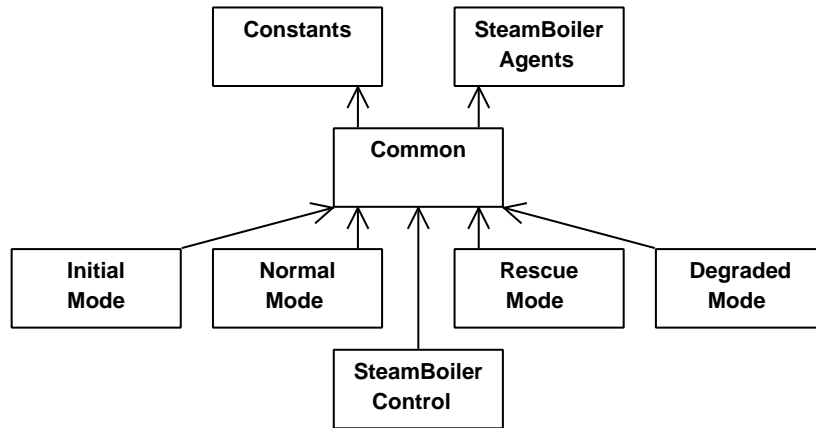 Constants
SteamBoiler
Agents
Common
Initial
Mode
Normal
Mode
Rescue
Mode
Degraded
Mode
SteamBoiler
Control